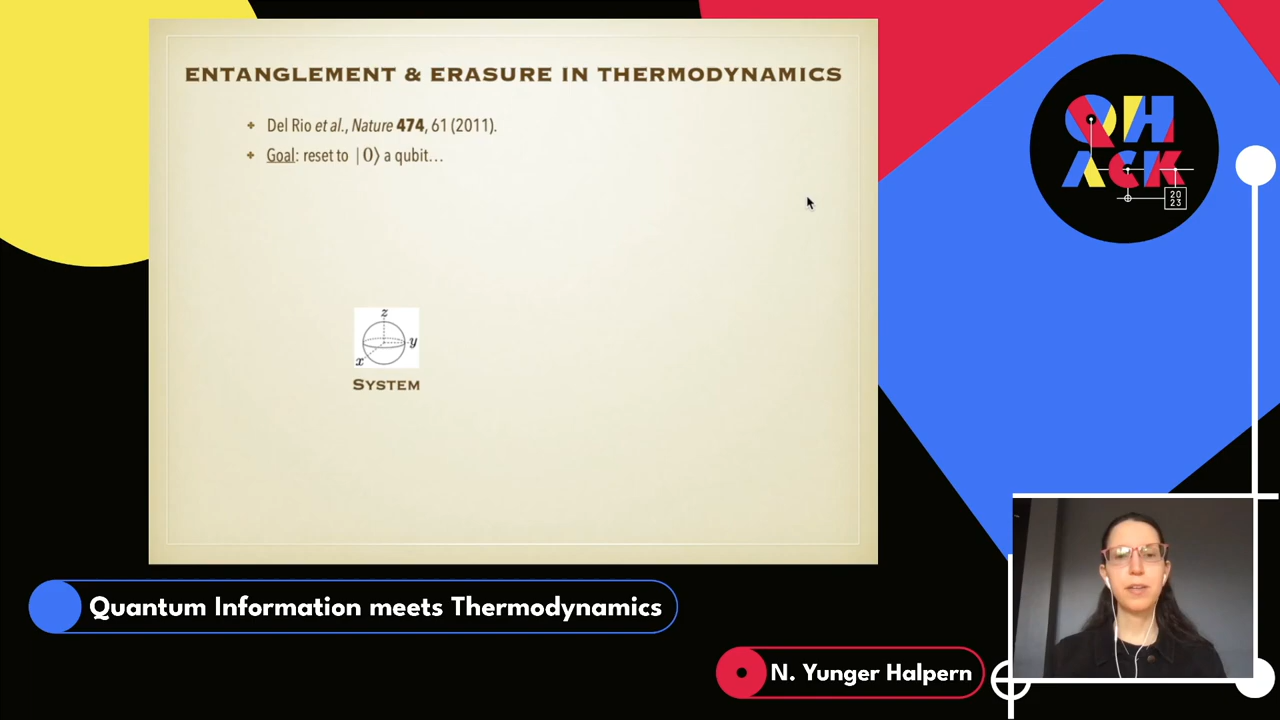 ENTANGLEMENT & ERASURE IN THERMODYNAMICS
Del Rio et al., Nature 474, 61 (2011).
Goal: reset to |0⟩ a qubit…
z
y
x
SYSTEM
QH
ACK
20
23
Quantum Information meets Thermodynamics
N. Yunger Halpern